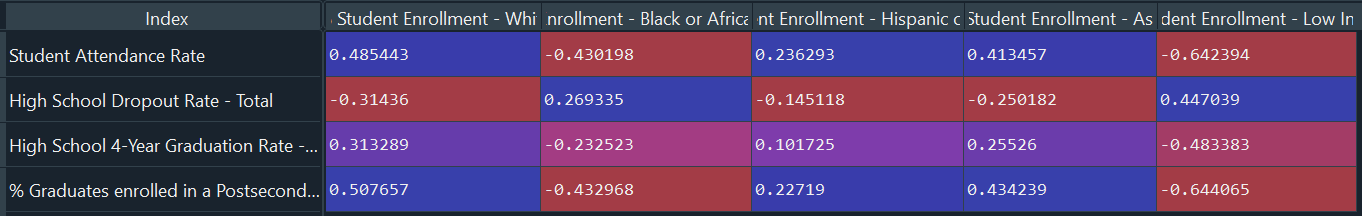 Index Student Enrollment - Whi nrollment - Black or Africa nt Enrollment - Hispanic o Student Enrollment - As dent Enrollment - Low In
Student Attendance Rate 0.485443 -0.430198 0.236293 0.413457 -0.642394
High School Dropout Rate - Total -0.31436 0.269335 -0.145118 -0.250182 0.447039
High School 4-Year Graduation Rate -... 0.313289 -0.232523 0.101725 0.25526 -0.483383
% Graduates enrolled in a Postsecond... 0.507657 -0.432968 0.22719 0.434239 -0.644065